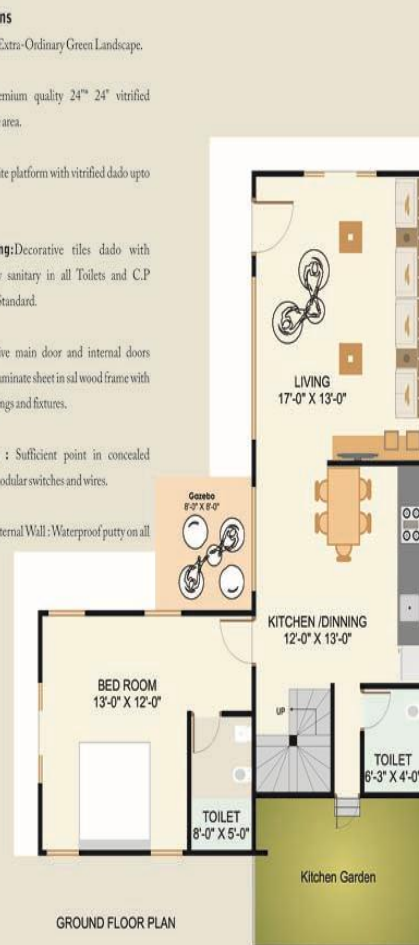 ns
Extra-Ordinary Green Landscape.
emium quality 24"* 24" vitrified
area.
ite platform with vitrified dado upto
ng:Decorative tiles dado with
sanitary in all Toilets and C.P
Standard.
ive main door and internal doors
uminate sheet in sal wood frame with
ngs and fixtures.
: Sufficient point in concealed
odular switches and wires.
ternal Wall : Waterproof putty on all
LIVING
17'-0" X 13'-0"
Gazebo
8'-0" X 8'-0"
KITCHEN /DINNING
12'-0" X 13'-0"
BED ROOM
13'-0" X 12'-0"
UP
TOILET
6'-3" X 4'-0"
TOILET
8'-0" X 5'-0"
Kitchen Garden
GROUND FLOOR PLAN